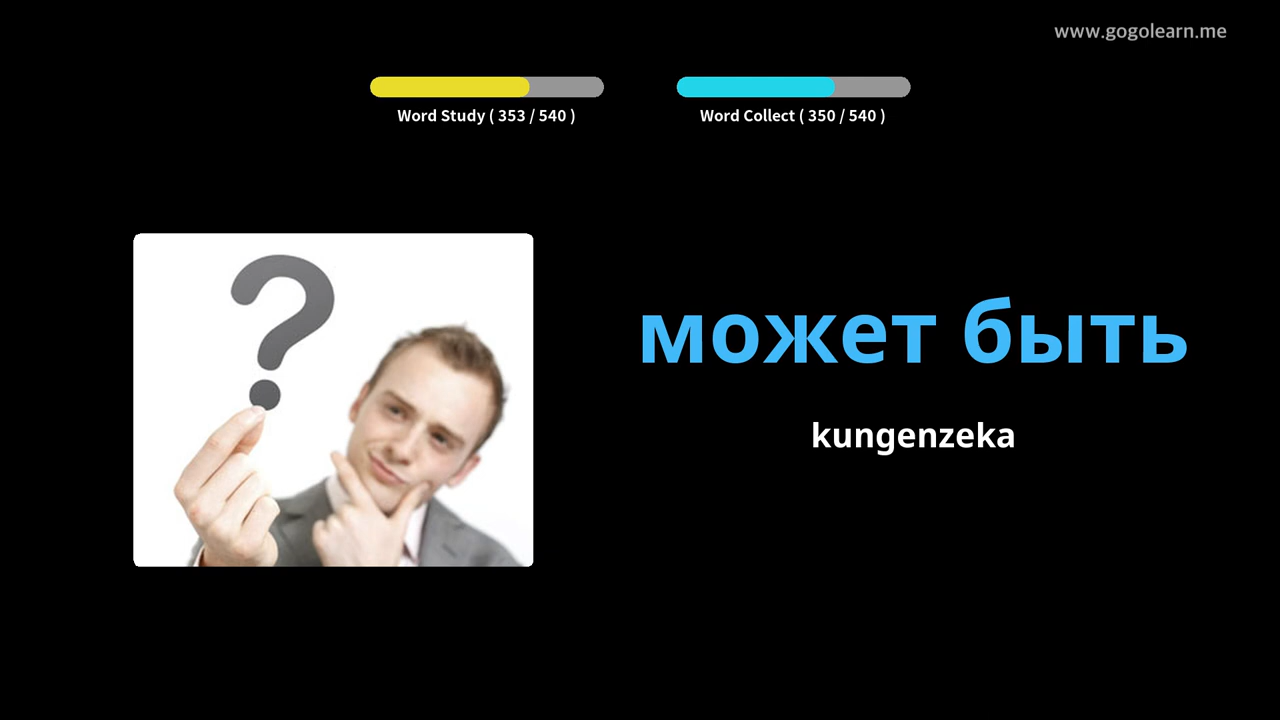 www.gogolearn.me
Word Study ( 353 / 540 )
Word Collect ( 350 / 540 )
?
может быть
kungenzeka